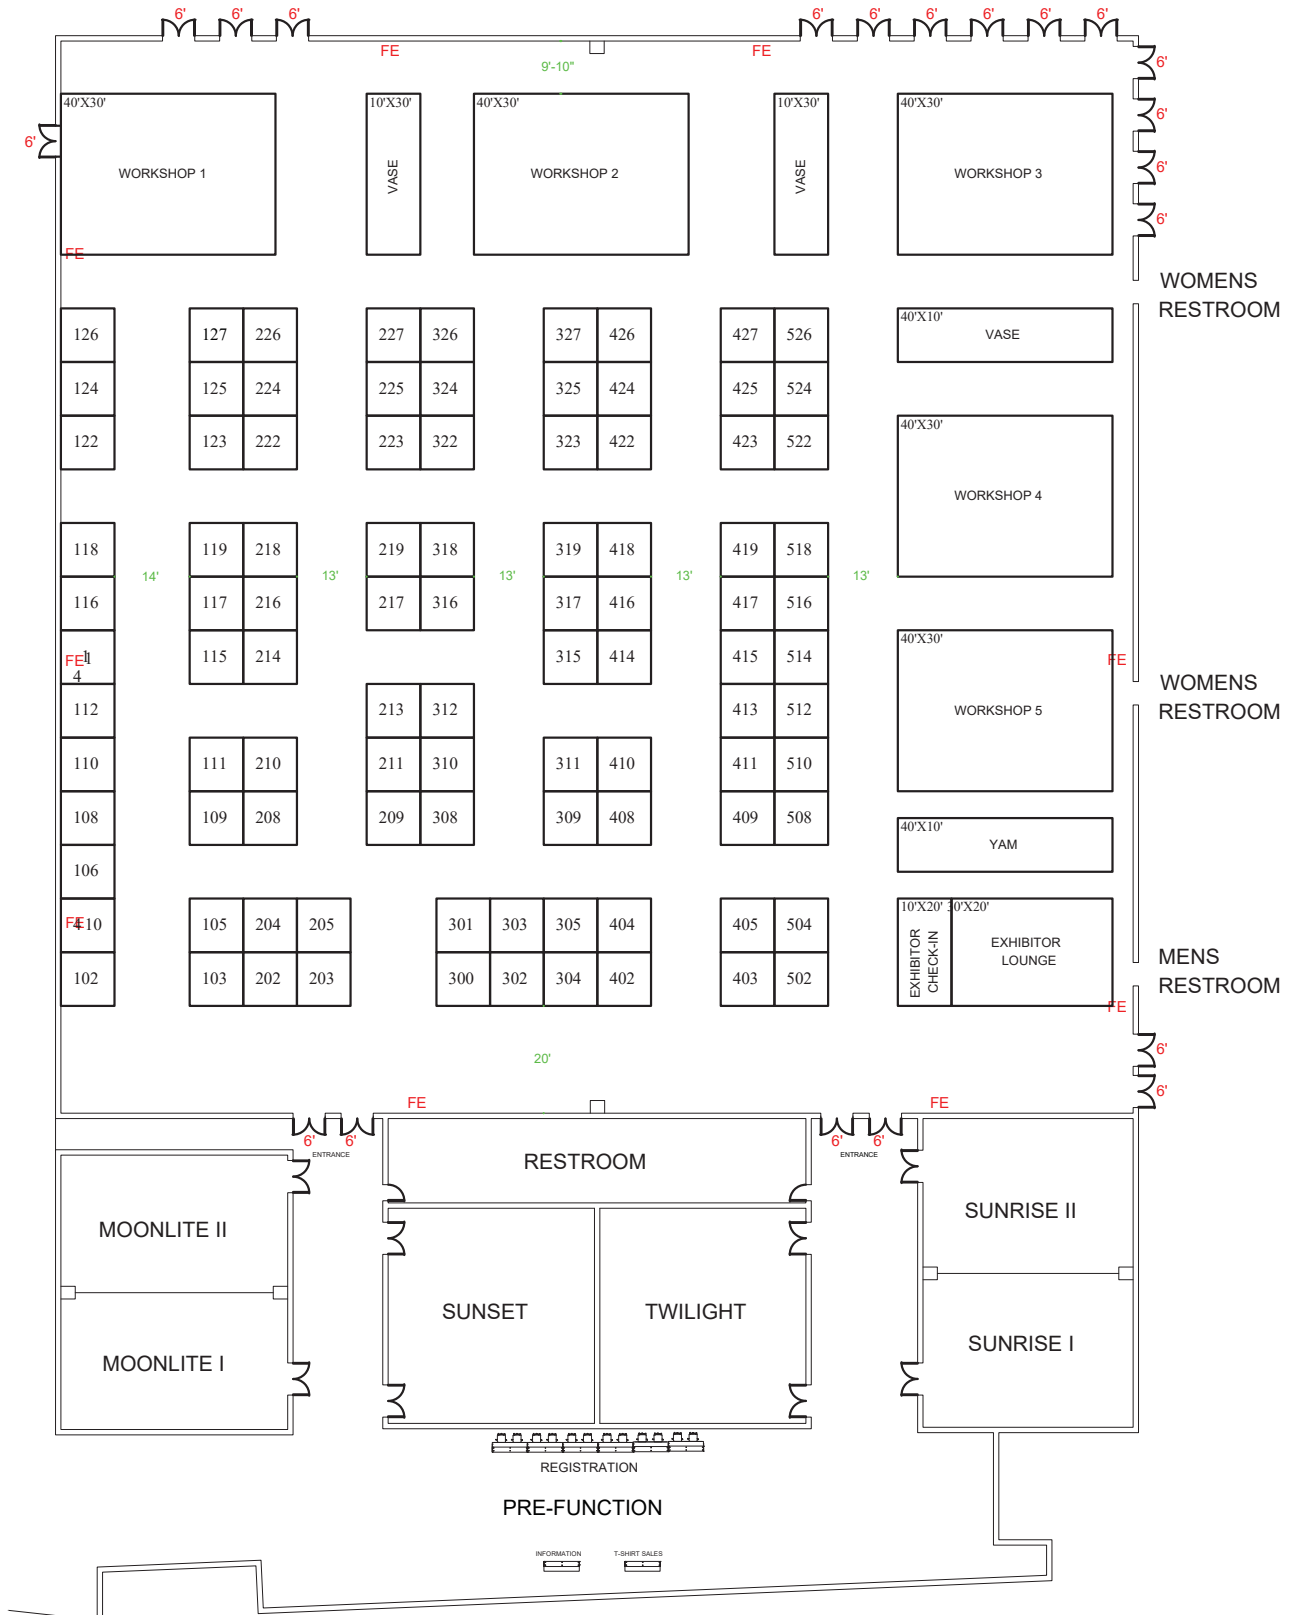 6' 6' 6' 6' 6' 6' 6' 6' 6'
FE FE
9'-10"
6'
6'
6'
6'
6'
40'X30' 10'X30' 40'X30' 10'X30' 40'X30'
WORKSHOP 1 VASE WORKSHOP 2 VASE WORKSHOP 3
FE
WOMENS
RESTROOM
40'X10'
126 127 226 227 326 327 426 427 526 VASE
124 125 224 225 324 325 424 425 524
40'X30'
122 123 222 223 322 323 422 423 522
WORKSHOP 4
118 119 218 219 318 319 418 419 518
14' 13' 13' 13' 13'
116 117 216 217 316 317 416 417 516
40'X30'
FE 1 115 214 315 414 415 514 FE
4
WOMENS
RESTROOM
112 213 312 413 512 WORKSHOP 5
110 111 210 211 310 311 410 411 510
108 109 208 209 308 309 408 409 508
40'X10'
YAM
106
10'X20' 30'X20'
FE 4 10 105 204 205 301 303 305 404 405 504
EXHIBITOR
CHECK-IN
EXHIBITOR
LOUNGE
MENS
RESTROOM
102 103 202 203 300 302 304 402 403 502
FE
20'
6'
6'
FE FE
6' 6' 6' 6'
ENTRANCE ENTRANCE
RESTROOM
MOONLITE II SUNRISE II
SUNSET TWILIGHT
MOONLITE I SUNRISE I
REGISTRATION
PRE-FUNCTION
INFORMATION T-SHIRT SALES